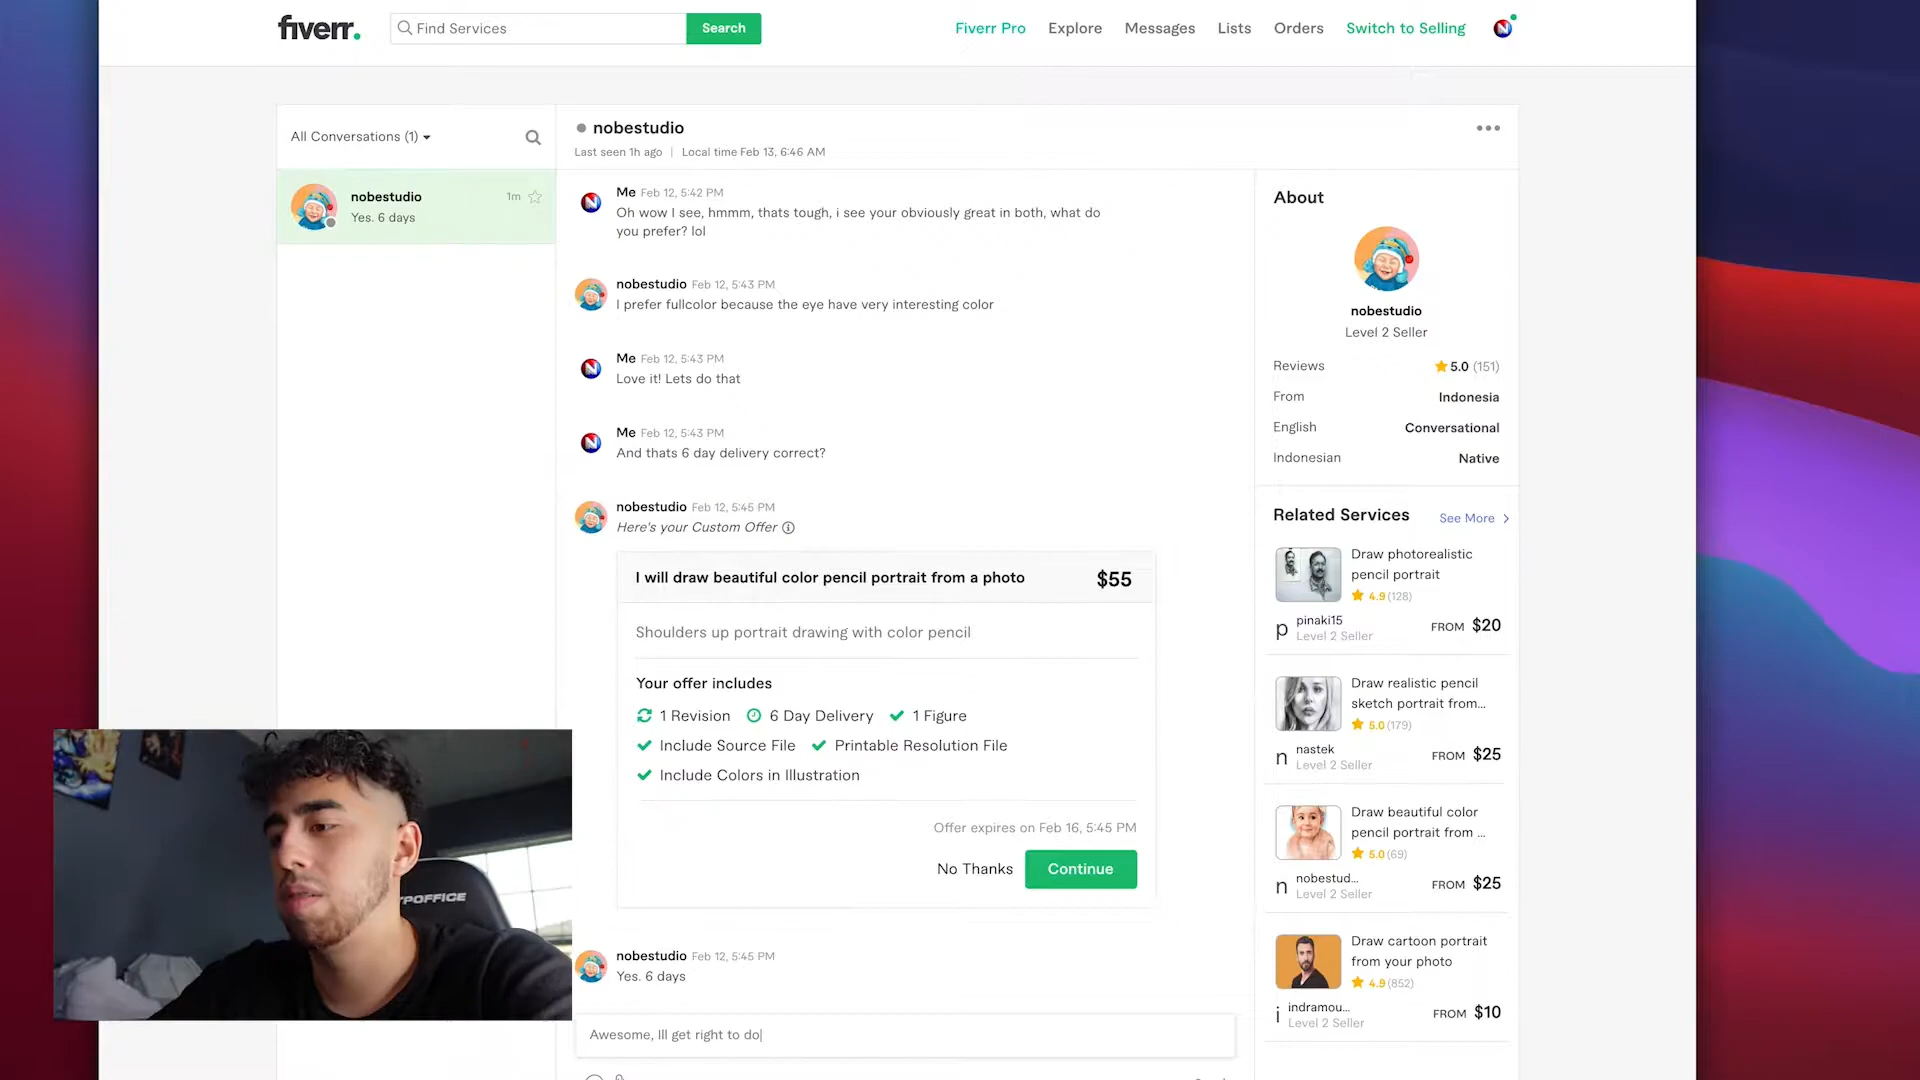 fiverr.
Find Services
Search
Fiverr Pro
Explore
Messages
Lists
Orders
Switch to Selling
N
All Conversations (1)
nobestudio
1m
Yes. 6 days
nobestudio
Last seen 1h ago | Local time Feb 13, 6:46 AM
Me Feb 12, 5:42 PM
Oh wow I see, hmmm, thats tough, i see your obviously great in both, what do
you prefer? lol
nobestudio Feb 12, 5:43 PM
I prefer fullcolor because the eye have very interesting color
Me Feb 12, 5:43 PM
Love it! Lets do that
Me Feb 12, 5:43 PM
And thats 6 day delivery correct?
nobestudio Feb 12, 5:45 PM
Here's your Custom Offer
I will draw beautiful color pencil portrait from a photo $55
Shoulders up portrait drawing with color pencil
Your offer includes
1 Revision 6 Day Delivery 1 Figure
Include Source File Printable Resolution File
Include Colors in Illustration
Offer expires on Feb 16, 5:45 PM
No Thanks Continue
nobestudio Feb 12, 5:45 PM
Yes. 6 days
Awesome, Ill get right to do
About
nobestudio
Level 2 Seller
Reviews 5.0 (151)
From Indonesia
English Conversational
Indonesian Native
Related Services See More
Draw photorealistic
pencil portrait
4.9 (128)
p
pinaki15
Level 2 Seller
FROM $20
Draw realistic pencil
sketch portrait from...
5.0 (179)
n
nastek
Level 2 Seller
FROM $25
Draw beautiful color
pencil portrait from ...
5.0 (69)
n
nobestud...
Level 2 Seller
FROM $25
Draw cartoon portrait
from your photo
4.9 (852)
i
indramou...
Level 2 Seller
FROM $10
POFFICE